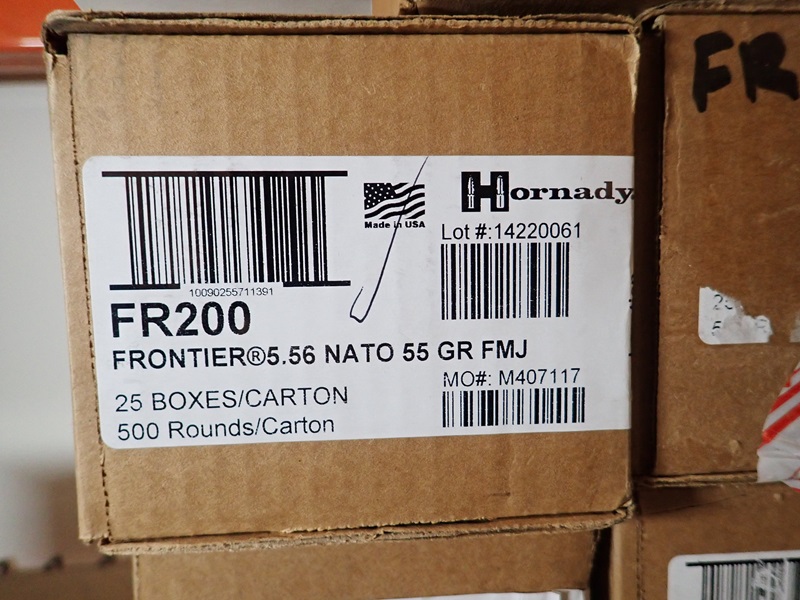 Hornady
Made in USA
Lot #:14220061
10090255711391
FR200
FRONTIER®5.56 NATO 55 GR FMJ
MO#: M407117
25 BOXES/CARTON
500 Rounds/Carton
FR